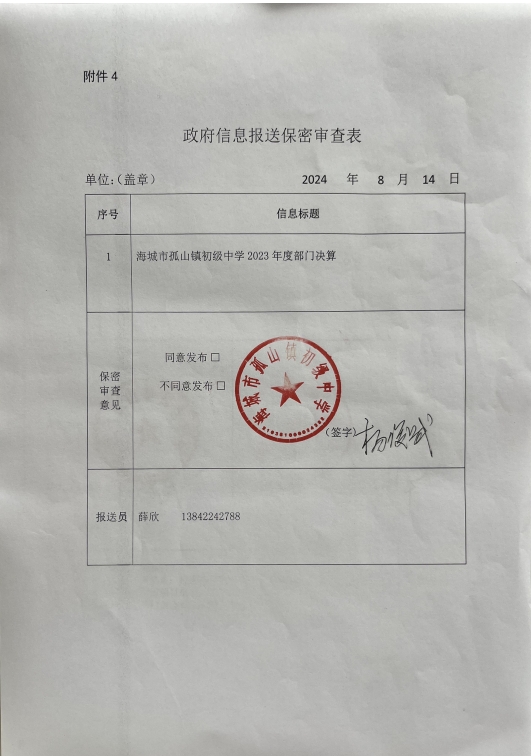 附件 4
政府信息报送保密审查表
单位:（盖章） 2024 年 8 月 14 日
序号 信息标题
1 海城市孤山镇初级中学 2023 年度部门决算
保密
审查
意见
同意发布 □
不同意发布 □
海城市孤山镇初级中学
（签字）
报送员 薛欣 13842242788